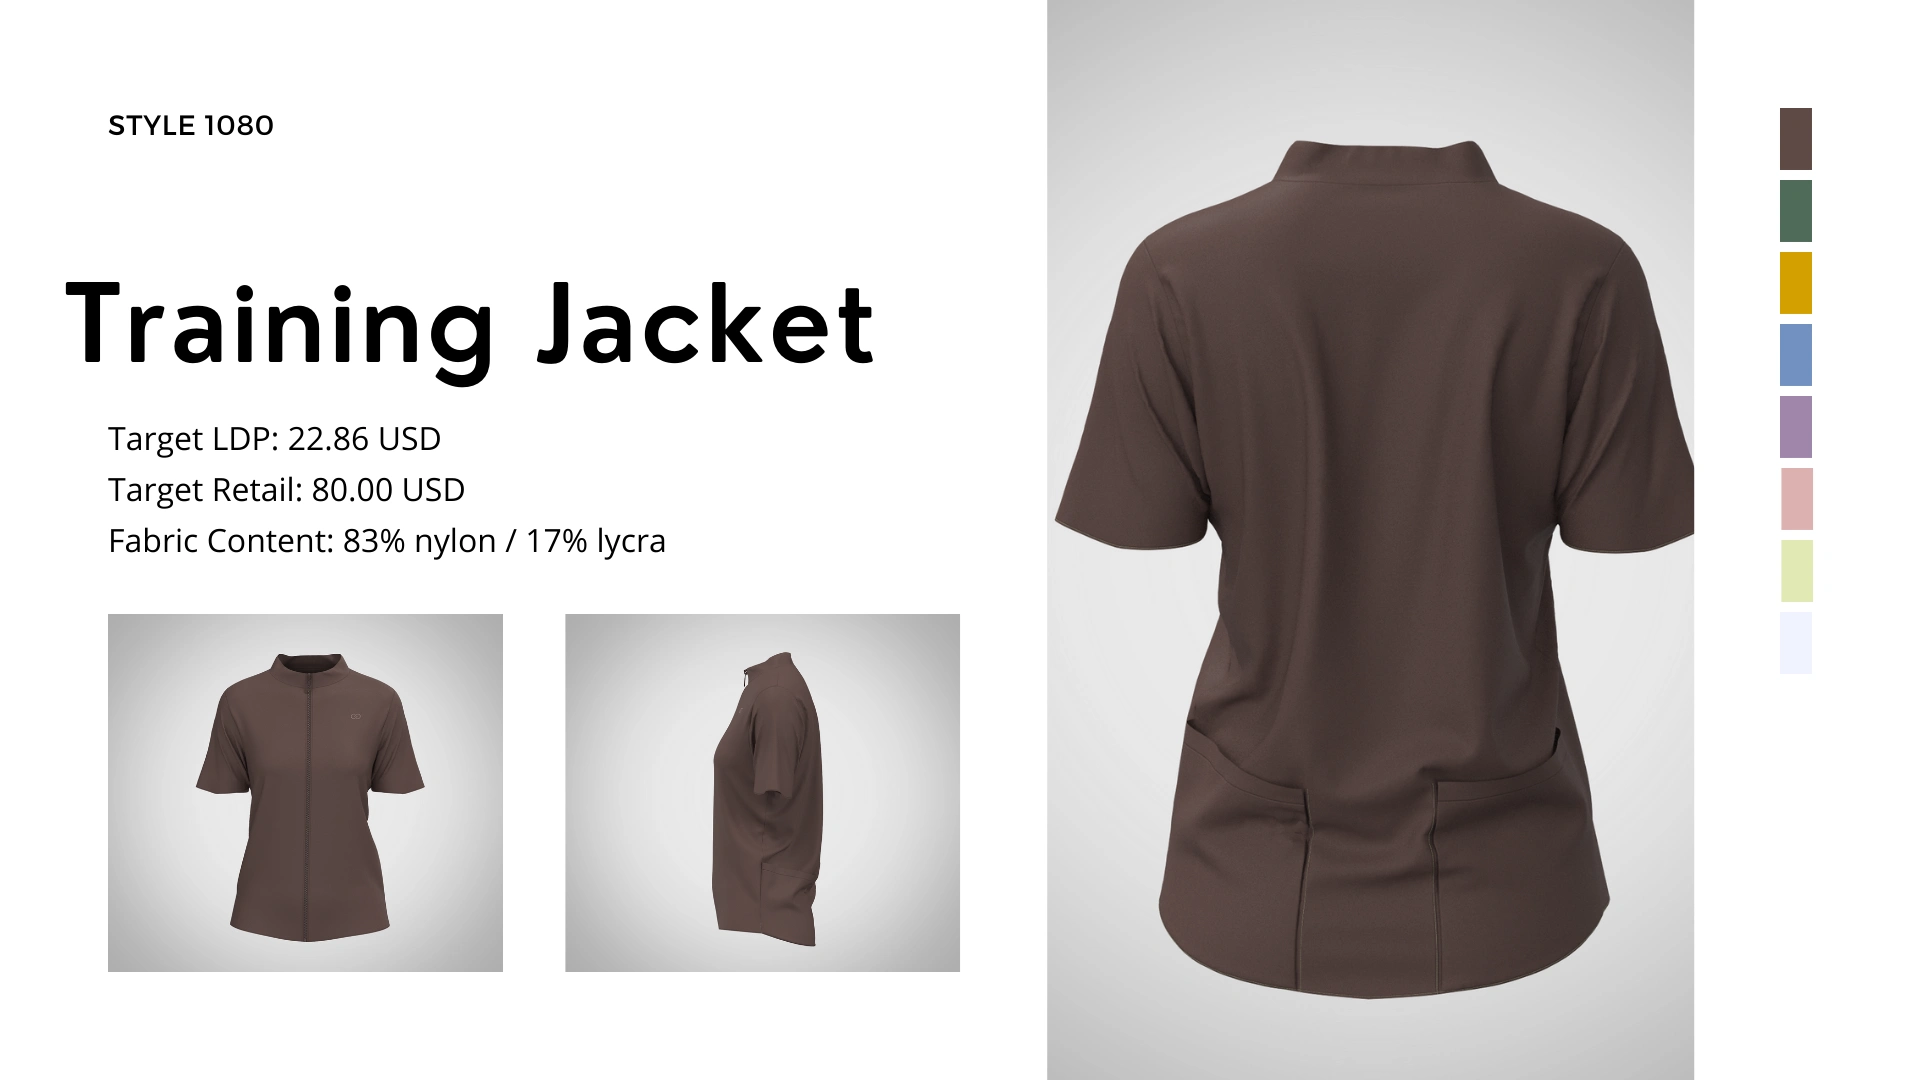 STYLE 1080
Training Jacket
Target LDP: 22.86 USD
Target Retail: 80.00 USD
Fabric Content: 83% nylon / 17% lycra